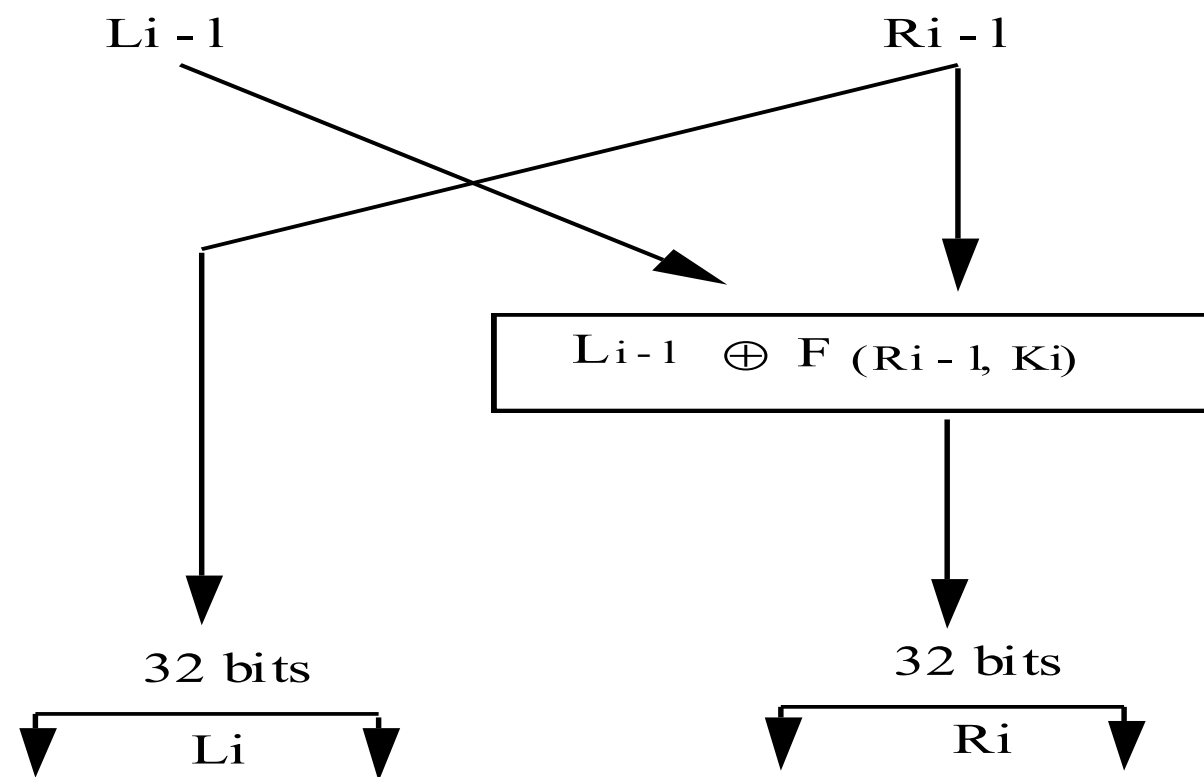 Li - 1
Ri - 1
Li - 1 ⊕ F (Ri - 1, Ki)
32 bits
32 bits
Li
Ri